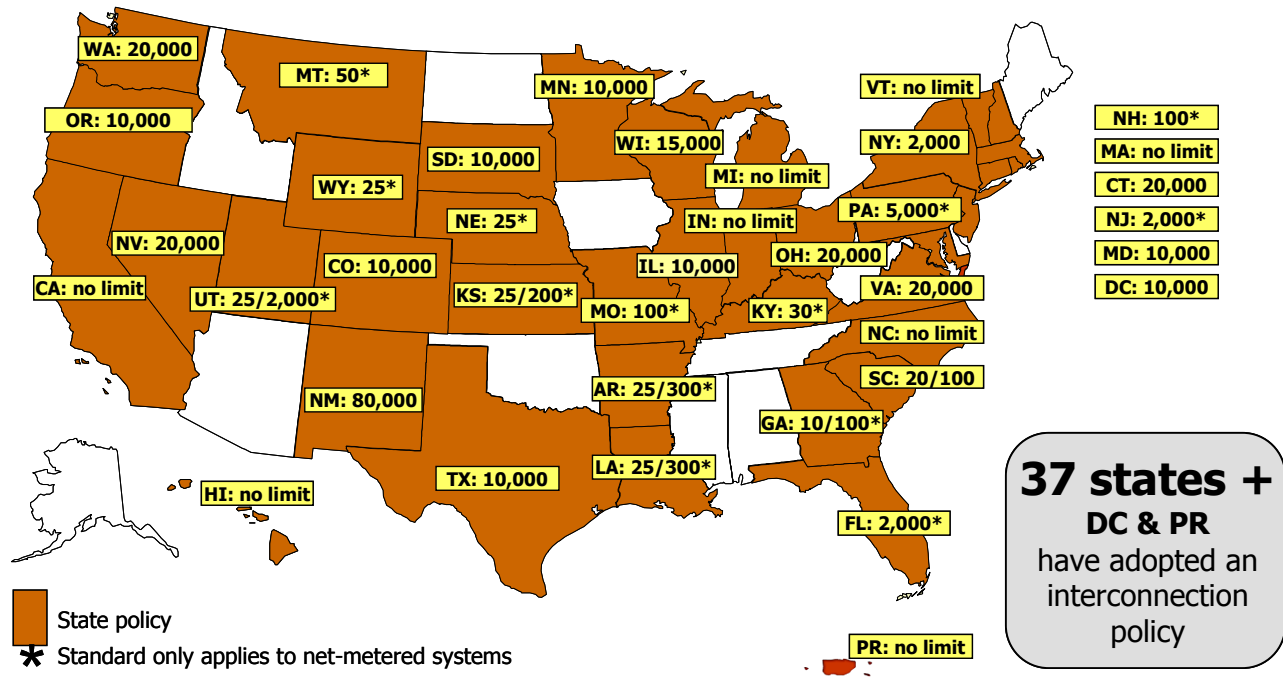 WA: 20,000
MT: 50*
MN: 10,000
VT: no limit
OR: 10,000
NH: 100*
SD: 10,000
WI: 15,000
NY: 2,000
MA: no limit
WY: 25*
MI: no limit
CT: 20,000
NE: 25*
IN: no limit
PA: 5,000*
NJ: 2,000*
NV: 20,000
CO: 10,000
IL: 10,000
OH: 20,000
MD: 10,000
CA: no limit
UT: 25/2,000*
KS: 25/200*
MO: 100*
KY: 30*
VA: 20,000
DC: 10,000
NC: no limit
NM: 80,000
AR: 25/300*
SC: 20/100
GA: 10/100*
TX: 10,000
LA: 25/300*
HI: no limit
FL: 2,000*
37 states +
DC & PR
have adopted an
interconnection
policy
State policy
* Standard only applies to net-metered systems
PR: no limit